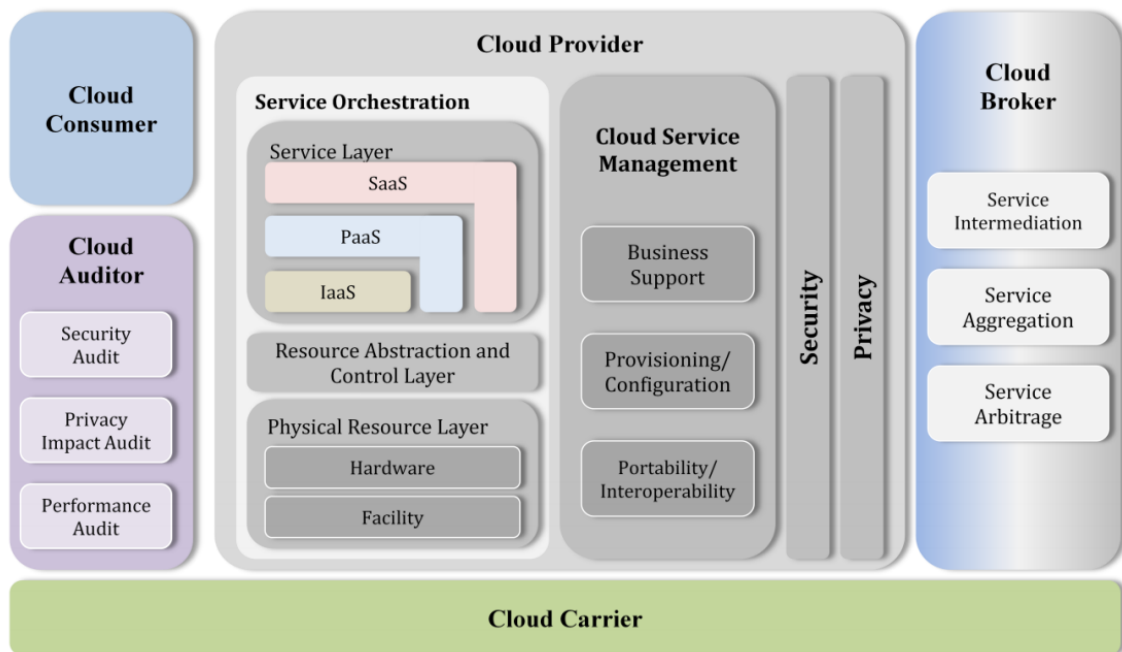 Cloud
Consumer
Cloud
Auditor
Security
Audit
Privacy
Impact Audit
Performance
Audit
Cloud Provider
Service Orchestration
Service Layer
SaaS
PaaS
IaaS
Resource Abstraction and
Control Layer
Physical Resource Layer
Hardware
Facility
Cloud Service
Management
Business
Support
Provisioning/
Configuration
Portability/
Interoperability
Security
Privacy
Cloud
Broker
Service
Intermediation
Service
Aggregation
Service
Arbitrage
Cloud Carrier